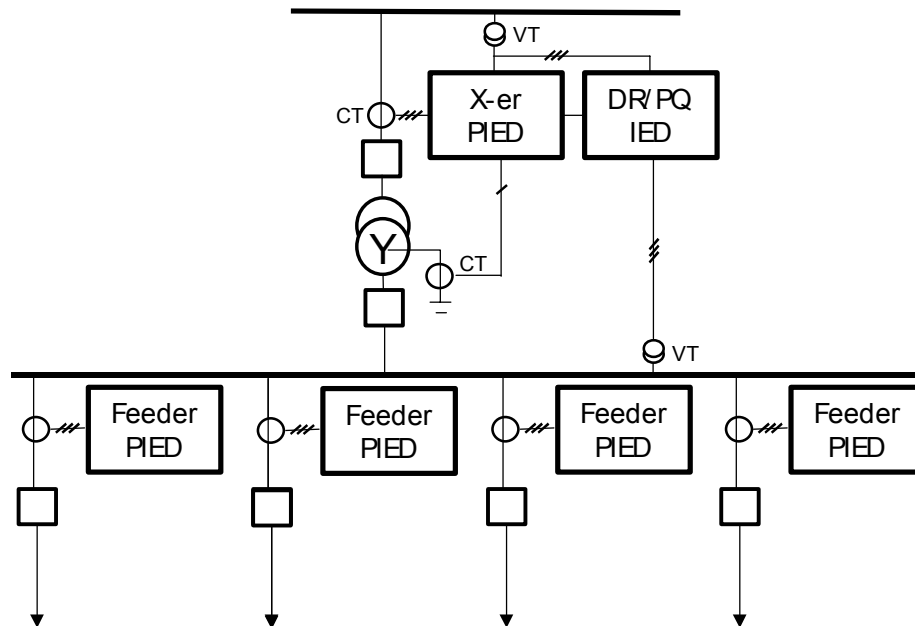 VT
X-er
PIED
DR/PQ
IED
CT
Y
CT
VT
Feeder
PIED
Feeder
PIED
Feeder
PIED
Feeder
PIED